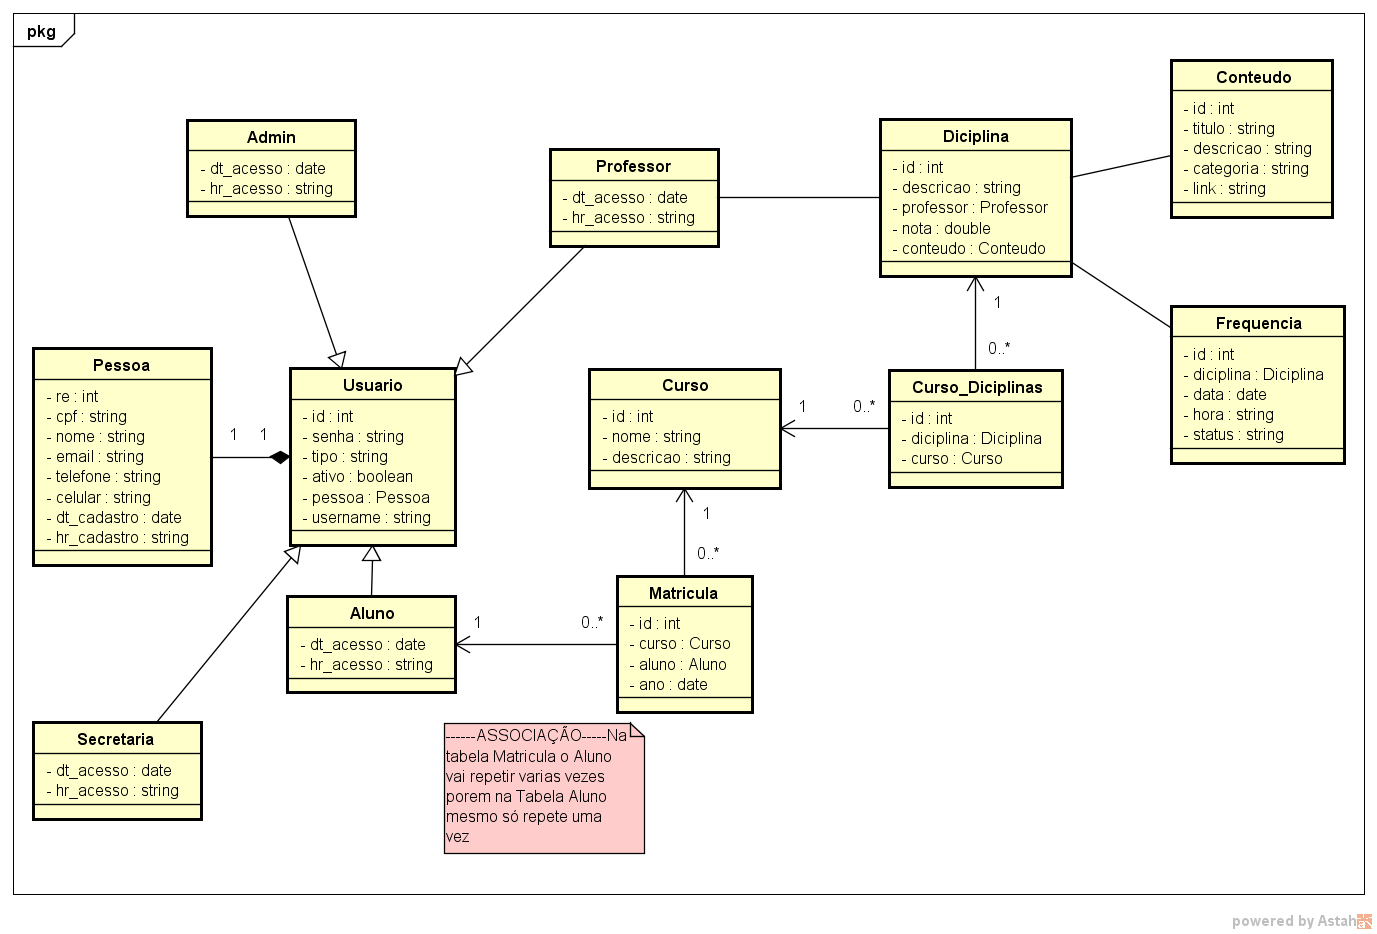 pkg
Admin
- dt_acesso : date
- hr_acesso : string
Professor
- dt_acesso : date
- hr_acesso : string
Diciplina
- id : int
- descricao : string
- professor : Professor
- nota : double
- conteudo : Conteudo
Conteudo
- id : int
- titulo : string
- descricao : string
- categoria : string
- link : string
Frequencia
- id : int
- diciplina : Diciplina
- data : date
- hora : string
- status : string
1
0..*
Pessoa
- re : int
- cpf : string
- nome : string
- email : string
- telefone : string
- celular : string
- dt_cadastro : date
- hr_cadastro : string
1 1
Usuario
- id : int
- senha : string
- tipo : string
- ativo : boolean
- pessoa : Pessoa
- username : string
Curso
- id : int
- nome : string
- descricao : string
1 0..*
Curso_Diciplinas
- id : int
- diciplina : Diciplina
- curso : Curso
1
0..*
Aluno
- dt_acesso : date
- hr_acesso : string
1 0..*
Matricula
- id : int
- curso : Curso
- aluno : Aluno
- ano : date
Secretaria
- dt_acesso : date
- hr_acesso : string
------ASSOCIAÇÃO-----Na
tabela Matricula o Aluno
vai repetir varias vezes
porem na Tabela Aluno
mesmo só repete uma
vez
powered by Astah